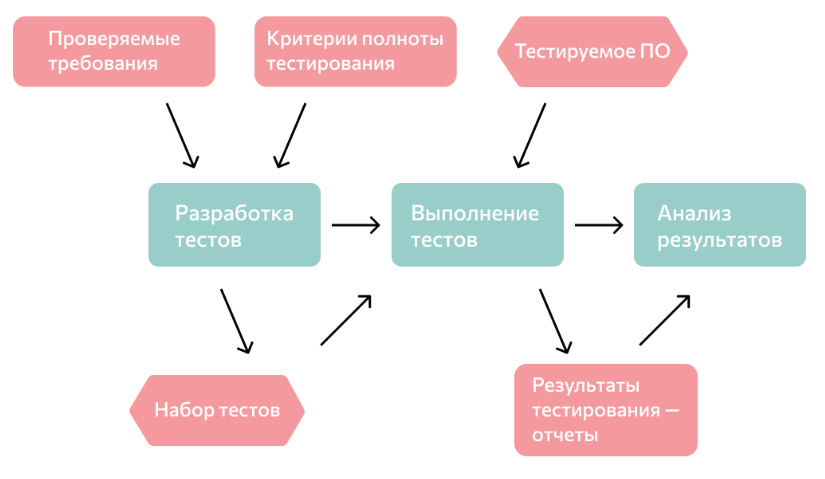 Проверяемые
требования
Критерии полноты
тестирования
Тестируемое ПО
Разработка
тестов
Выполнение
тестов
Анализ
результатов
Набор тестов
Результаты
тестирования —
отчеты